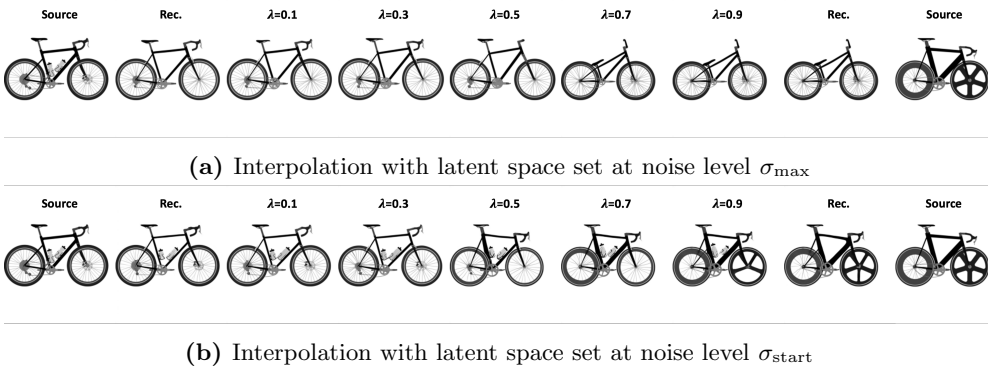 Source Rec. λ=0.1 λ=0.3 λ=0.5 λ=0.7 λ=0.9 Rec. Source
(a) Interpolation with latent space set at noise level σmax
Source Rec. λ=0.1 λ=0.3 λ=0.5 λ=0.7 λ=0.9 Rec. Source
(b) Interpolation with latent space set at noise level σstart